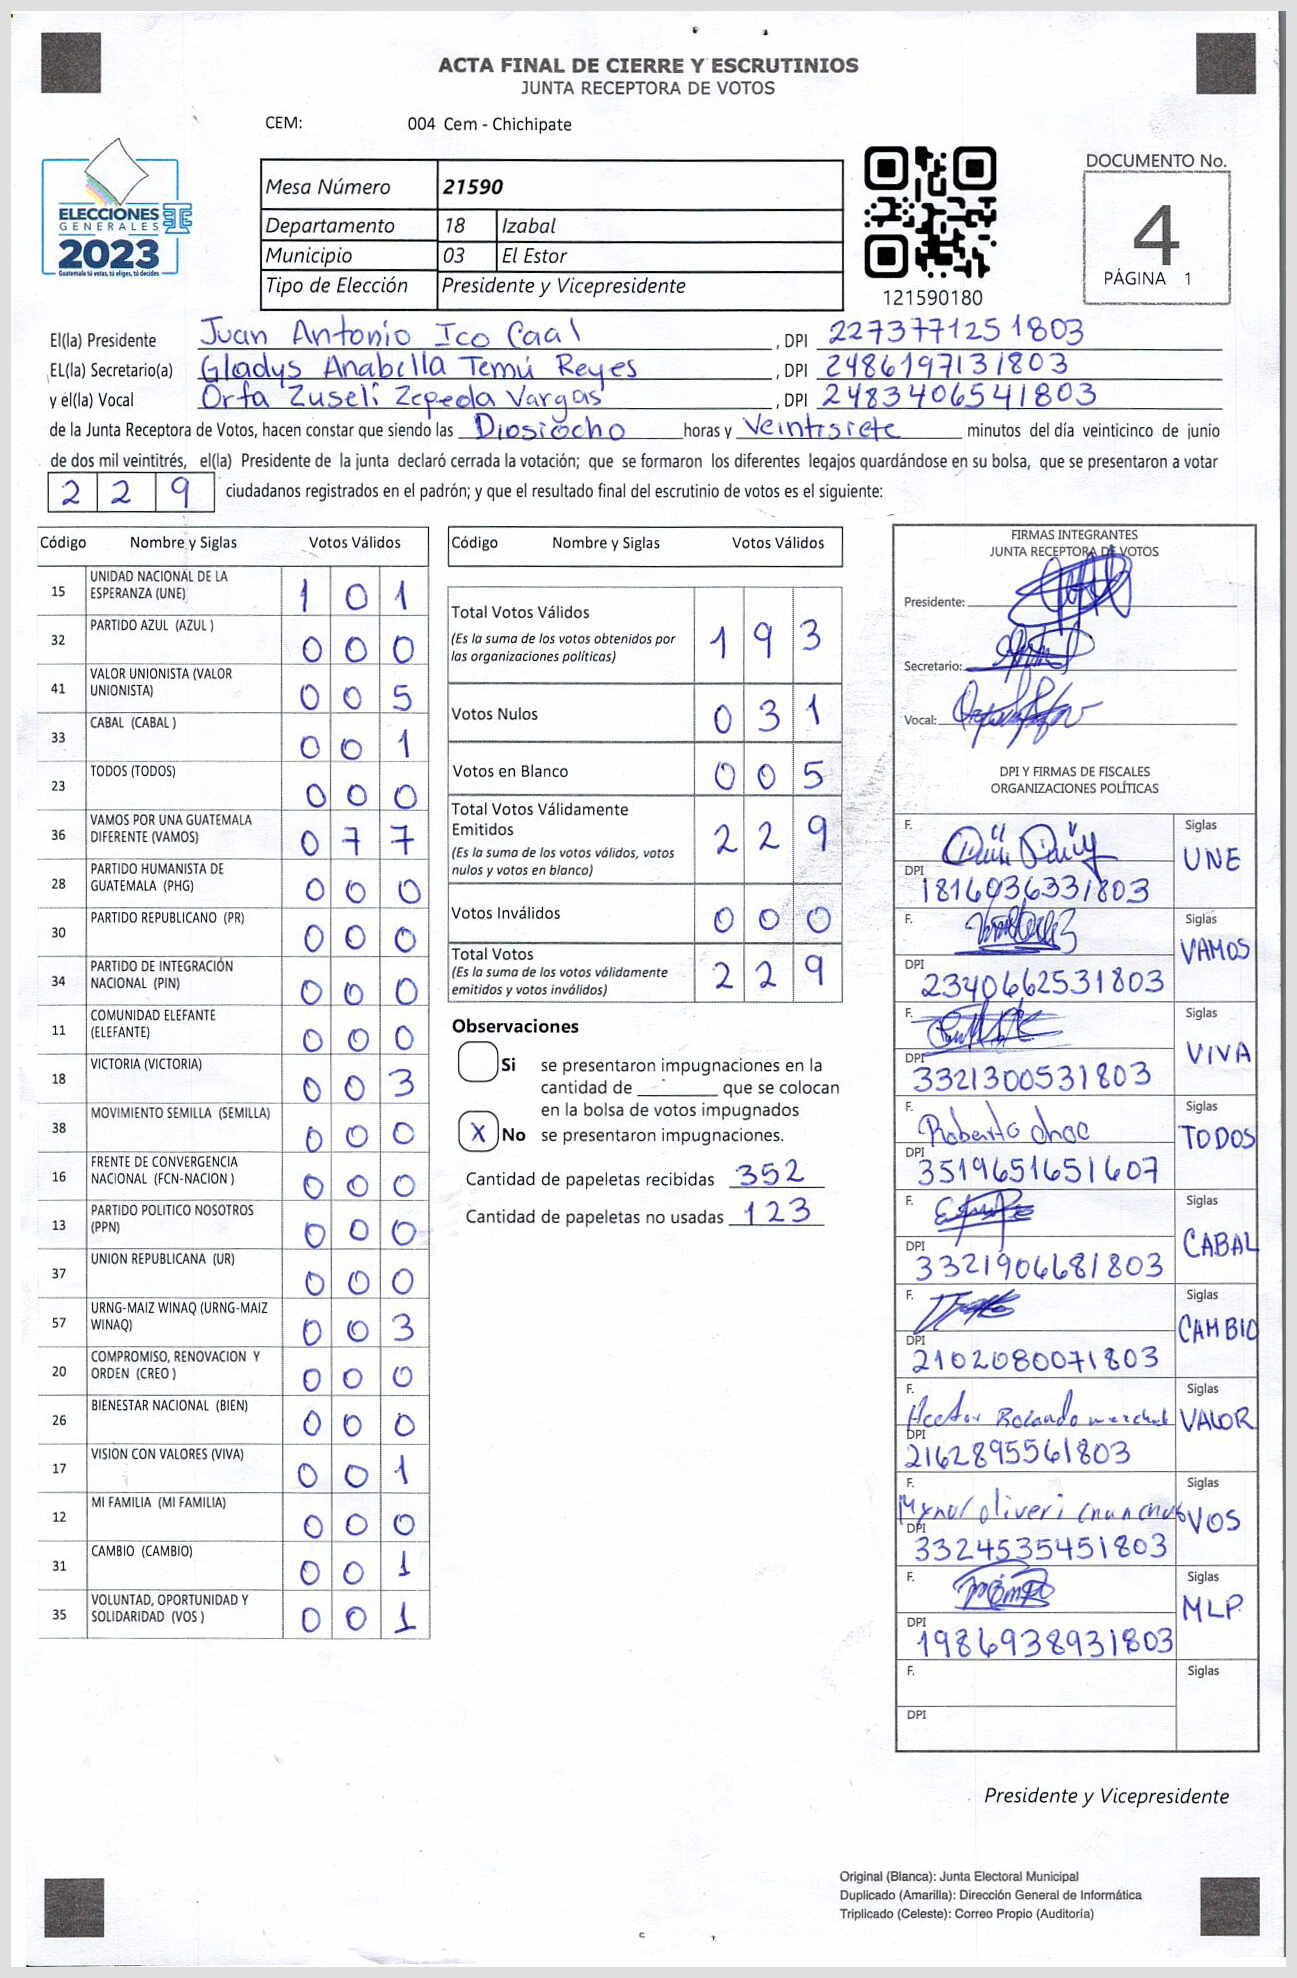 ACTA FINAL DE CIERRE Y ESCRUTINIOS
JUNTA RECEPTORA DE VOTOS
CEM: 004 Cem - Chichipate
ELECCIONES
GENERALES
2023
Guatemala tú votas, tú eliges, tú decides
Mesa Número 21590
Departamento 18 Izabal
Municipio 03 El Estor
Tipo de Elección Presidente y Vicepresidente
121590180
DOCUMENTO No.
4
PÁGINA 1
El(la) Presidente Juan Antonio Ico Caal , DPI 2273771251803
EL(la) Secretario(a) Gladys Anabella Temú Reyes , DPI 2486197131803
y el(la) Vocal Orfa Zuselí Zepeda Vargas , DPI 2483406541803
de la Junta Receptora de Votos, hacen constar que siendo las Diosiocho horas y Veintisiete minutos del día veinticinco de junio
de dos mil veintitrés, el(la) Presidente de la junta declaró cerrada la votación; que se formaron los diferentes legajos guardándose en su bolsa, que se presentaron a votar
229 ciudadanos registrados en el padrón; y que el resultado final del escrutinio de votos es el siguiente:
Código Nombre y Siglas Votos Válidos
15 UNIDAD NACIONAL DE LA ESPERANZA (UNE) 1 0 1
32 PARTIDO AZUL (AZUL ) 0 0 0
41 VALOR UNIONISTA (VALOR UNIONISTA) 0 0 5
33 CABAL (CABAL ) 0 0 1
23 TODOS (TODOS) 0 0 0
36 VAMOS POR UNA GUATEMALA DIFERENTE (VAMOS) 0 7 7
28 PARTIDO HUMANISTA DE GUATEMALA (PHG) 0 0 0
30 PARTIDO REPUBLICANO (PR) 0 0 0
34 PARTIDO DE INTEGRACIÓN NACIONAL (PIN) 0 0 0
11 COMUNIDAD ELEFANTE (ELEFANTE) 0 0 0
18 VICTORIA (VICTORIA) 0 0 3
38 MOVIMIENTO SEMILLA (SEMILLA) 0 0 0
16 FRENTE DE CONVERGENCIA NACIONAL (FCN-NACION ) 0 0 0
13 PARTIDO POLITICO NOSOTROS (PPN) 0 0 0
37 UNION REPUBLICANA (UR) 0 0 0
57 URNG-MAIZ WINAQ (URNG-MAIZ WINAQ) 0 0 3
20 COMPROMISO, RENOVACION Y ORDEN (CREO ) 0 0 0
26 BIENESTAR NACIONAL (BIEN) 0 0 0
17 VISION CON VALORES (VIVA) 0 0 1
12 MI FAMILIA (MI FAMILIA) 0 0 0
31 CAMBIO (CAMBIO) 0 0 1
35 VOLUNTAD, OPORTUNIDAD Y SOLIDARIDAD (VOS ) 0 0 1
Código Nombre y Siglas Votos Válidos
Total Votos Válidos
(Es la suma de los votos obtenidos por las organizaciones políticas) 1 9 3
Votos Nulos 0 3 1
Votos en Blanco 0 0 5
Total Votos Válidamente Emitidos
(Es la suma de los votos válidos, votos nulos y votos en blanco) 2 2 9
Votos Inválidos 0 0 0
Total Votos
(Es la suma de los votos válidamente emitidos y votos inválidos) 2 2 9
Observaciones
Si se presentaron impugnaciones en la
cantidad de que se colocan
en la bolsa de votos impugnados
X No se presentaron impugnaciones.
Cantidad de papeletas recibidas 352
Cantidad de papeletas no usadas 123
FIRMAS INTEGRANTES
JUNTA RECEPTORA DE VOTOS
Presidente:
Secretario:
Vocal:
DPI Y FIRMAS DE FISCALES
ORGANIZACIONES POLÍTICAS
F. Siglas UNE
DPI 1816036331803
F. Siglas VAMOS
DPI 2340662531803
F. Siglas VIVA
DPI 3321300531803
F. Roberto choc Siglas TODOS
DPI 3519651651607
F. Siglas CABAL
DPI 3321906681803
F. Siglas CAMBIO
DPI 2102080071803
F. Hector Rolando Siglas VALOR
DPI 2162895561803
F. Siglas VOS
DPI 3324535451803
F. Siglas MLP
DPI 1986938931803
F. Siglas
DPI
Presidente y Vicepresidente
Original (Blanca): Junta Electoral Municipal
Duplicado (Amarilla): Dirección General de Informática
Triplicado (Celeste): Correo Propio (Auditoría)